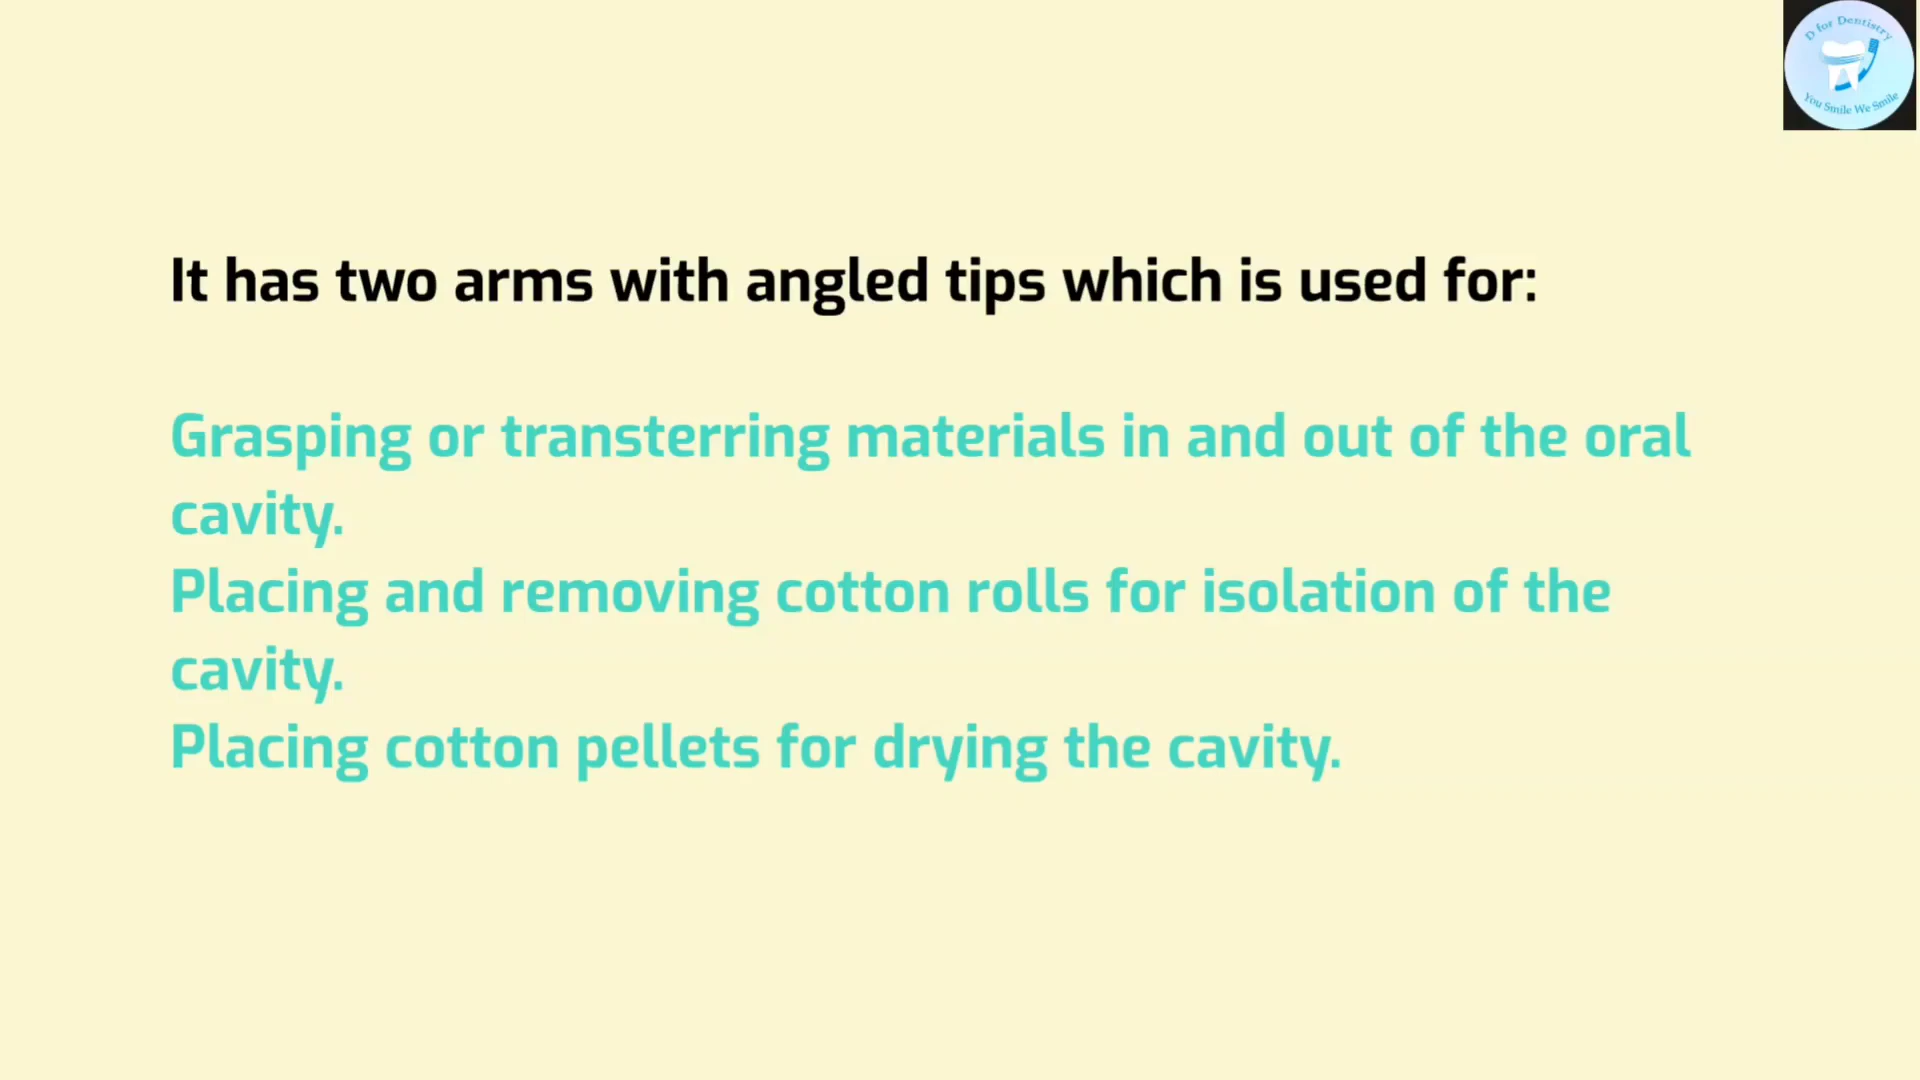 D for Dentistry
You Smile We Smile
It has two arms with angled tips which is used for:
Grasping or transterring materials in and out of the oral
cavity.
Placing and removing cotton rolls for isolation of the
cavity.
Placing cotton pellets for drying the cavity.